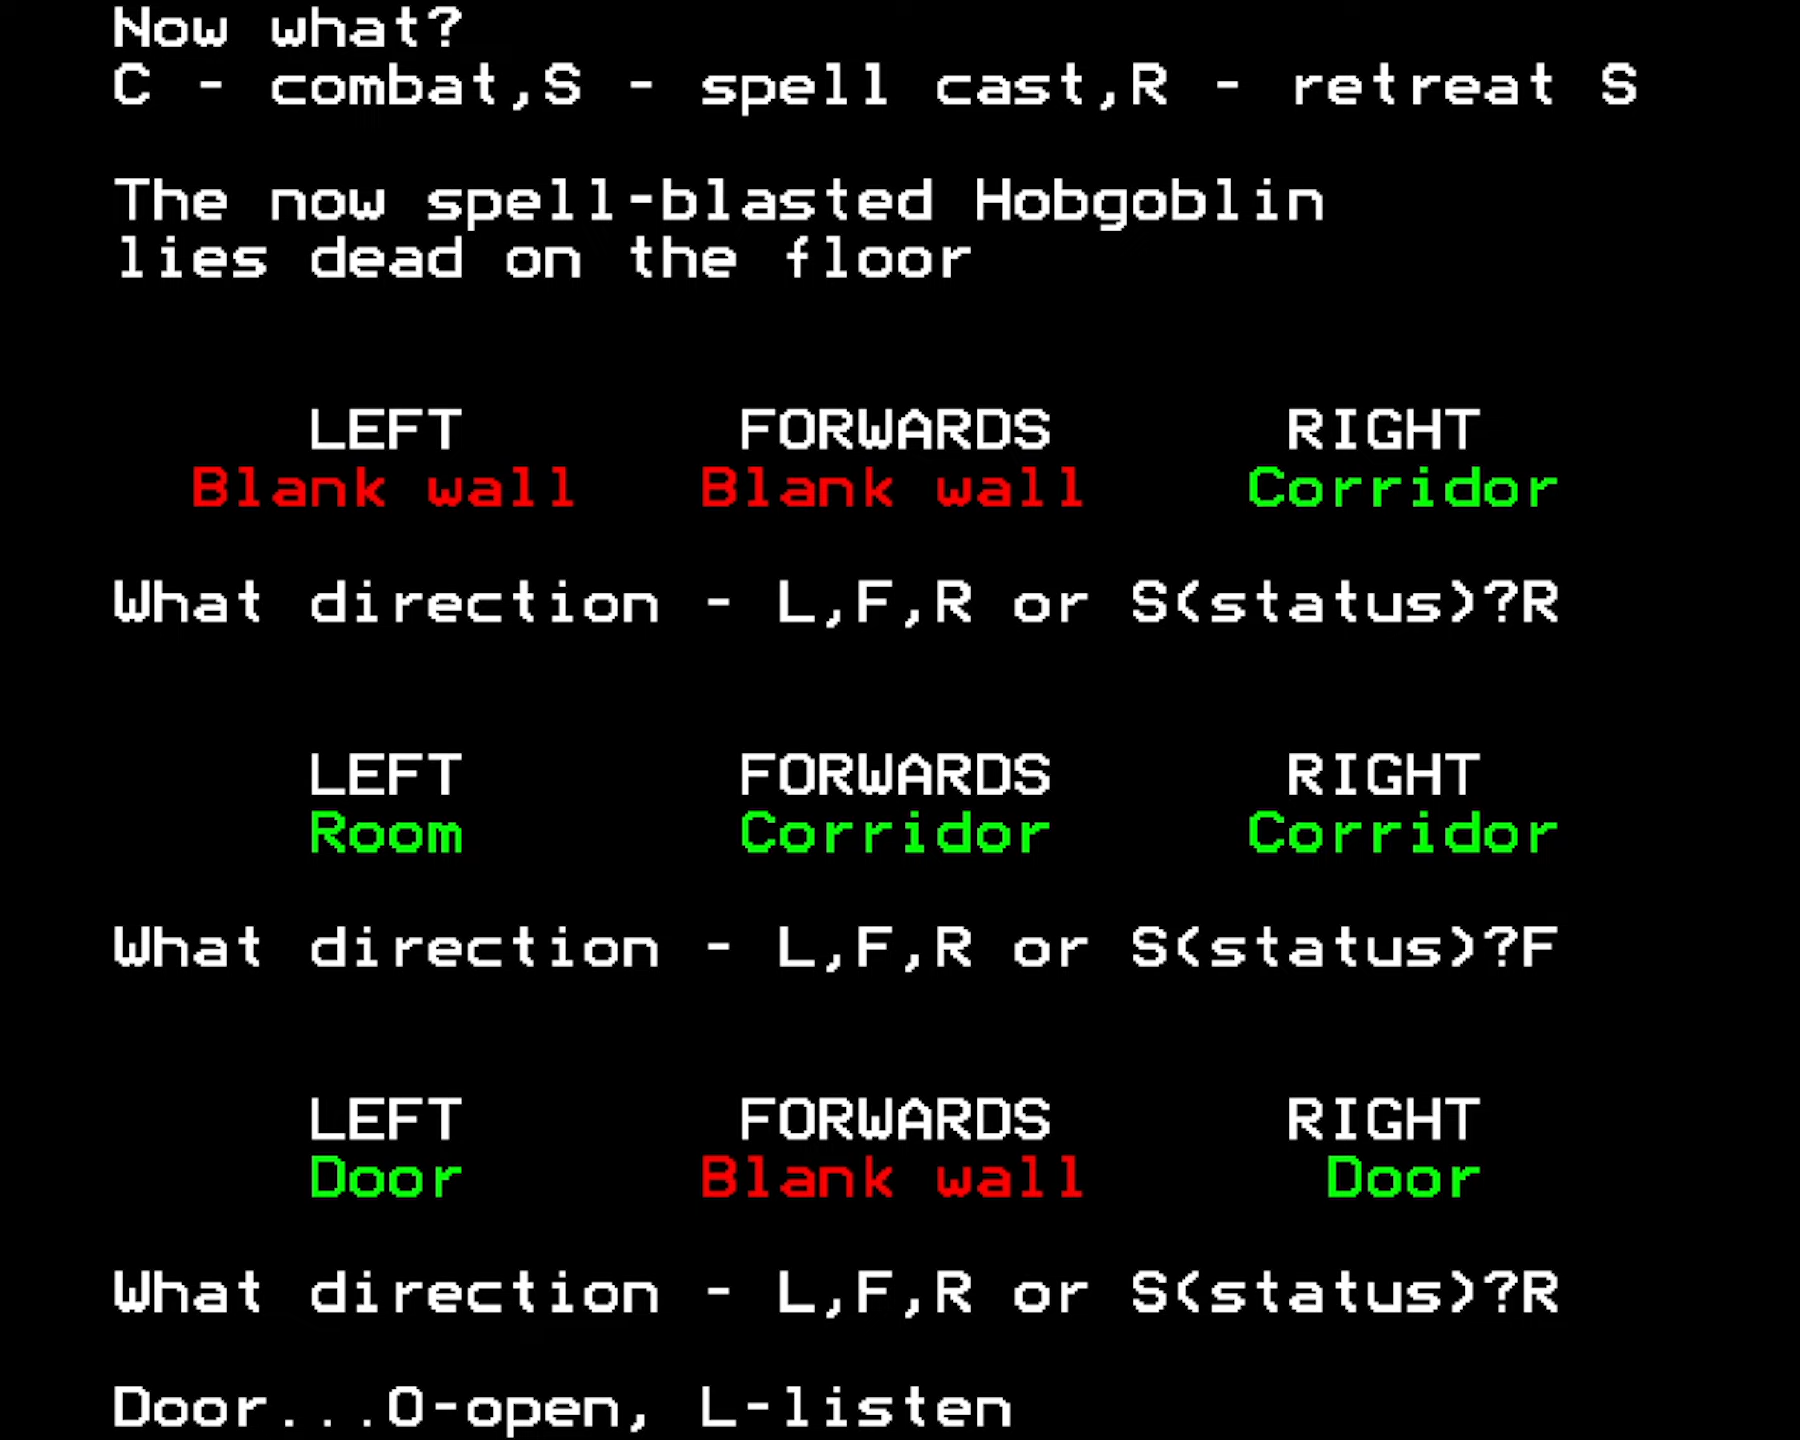 Now what?
C - combat,S - spell cast,R - retreat S
The now spell-blasted Hobgoblin
lies dead on the floor
LEFT FORWARDS RIGHT
Blank wall Blank wall Corridor
What direction - L,F,R or S(status)?R
LEFT FORWARDS RIGHT
Room Corridor Corridor
What direction - L,F,R or S(status)?F
LEFT FORWARDS RIGHT
Door Blank wall Door
What direction - L,F,R or S(status)?R
Door...O-open, L-listen